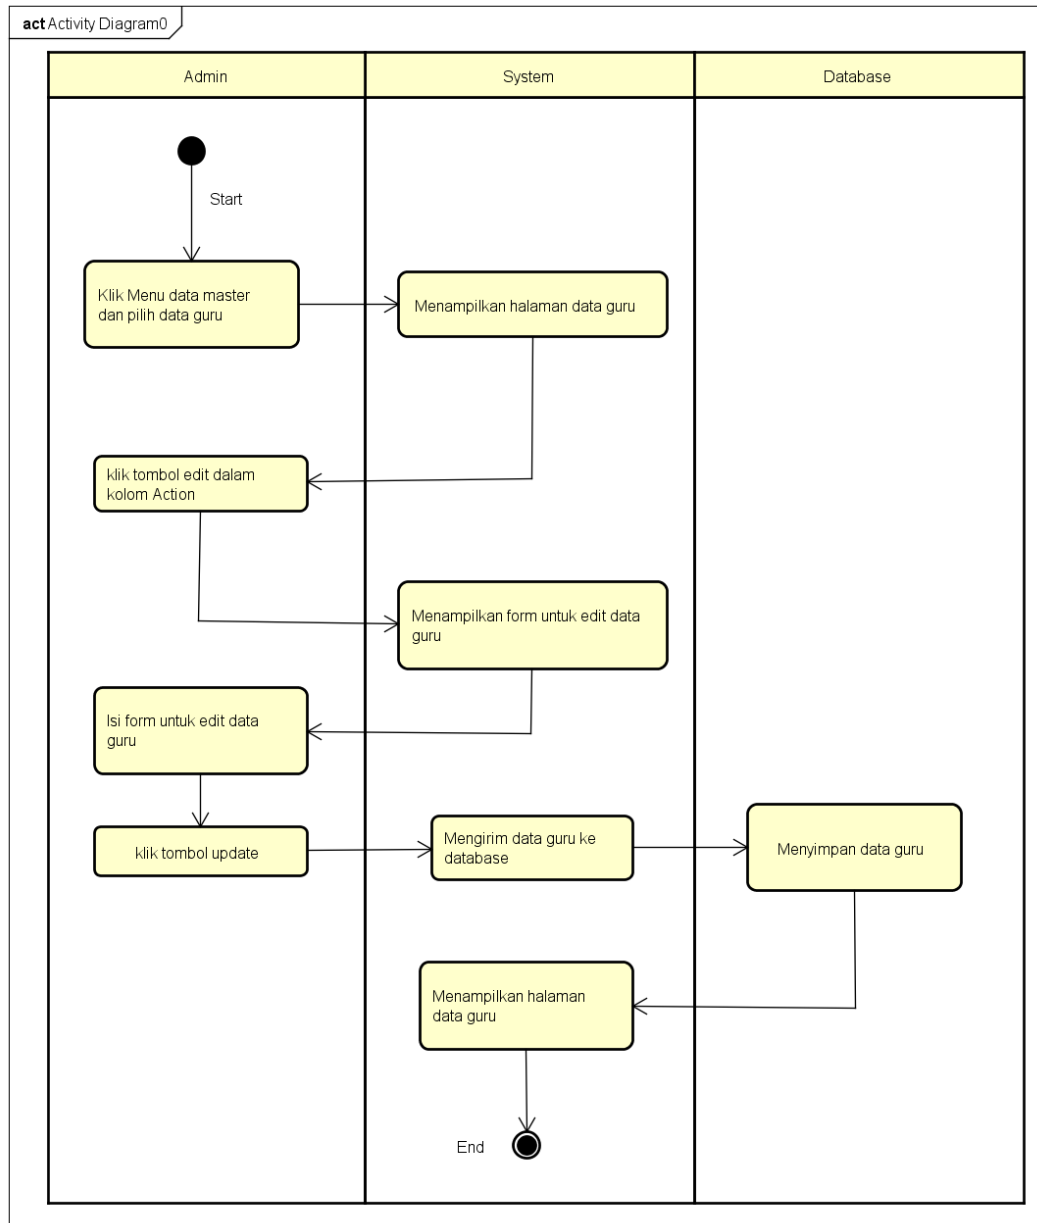 act Activity Diagram0
Admin
System
Database
Start
Klik Menu data master
dan pilih data guru
Menampilkan halaman data guru
klik tombol edit dalam
kolom Action
Menampilkan form untuk edit data
guru
Isi form untuk edit data
guru
klik tombol update
Mengirim data guru ke
database
Menyimpan data guru
Menampilkan halaman
data guru
End